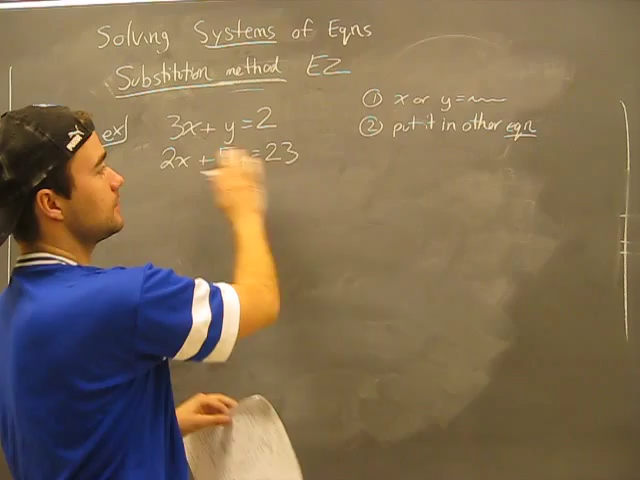 Solving Systems of Eqns
Substitution method EZ
ex) 3x + y = 2
2x + = 23
① x or y =
② put it in other eqn
PUMA